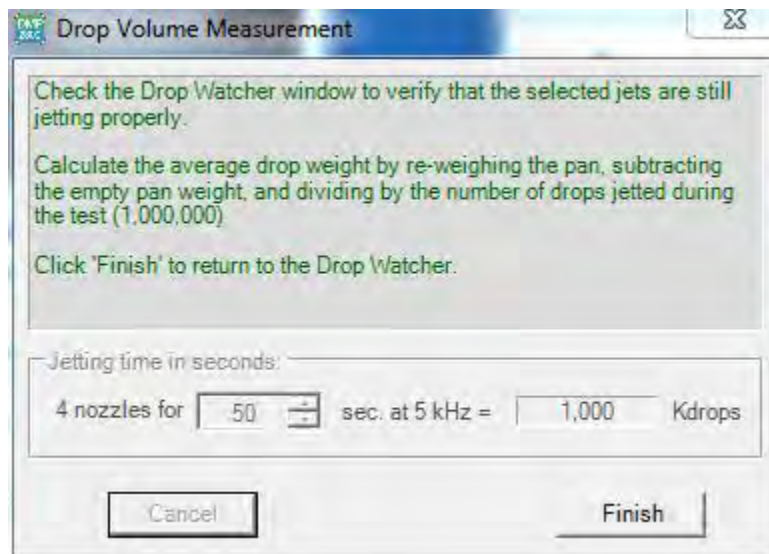 Drop Volume Measurement
Check the Drop Watcher window to verify that the selected jets are still
jetting properly.
Calculate the average drop weight by re-weighing the pan, subtracting
the empty pan weight, and dividing by the number of drops jetted during
the test (1,000,000)
Click 'Finish' to return to the Drop Watcher.
Jetting time in seconds:
4 nozzles for 50 sec. at 5 kHz = 1,000 Kdrops
Cancel Finish